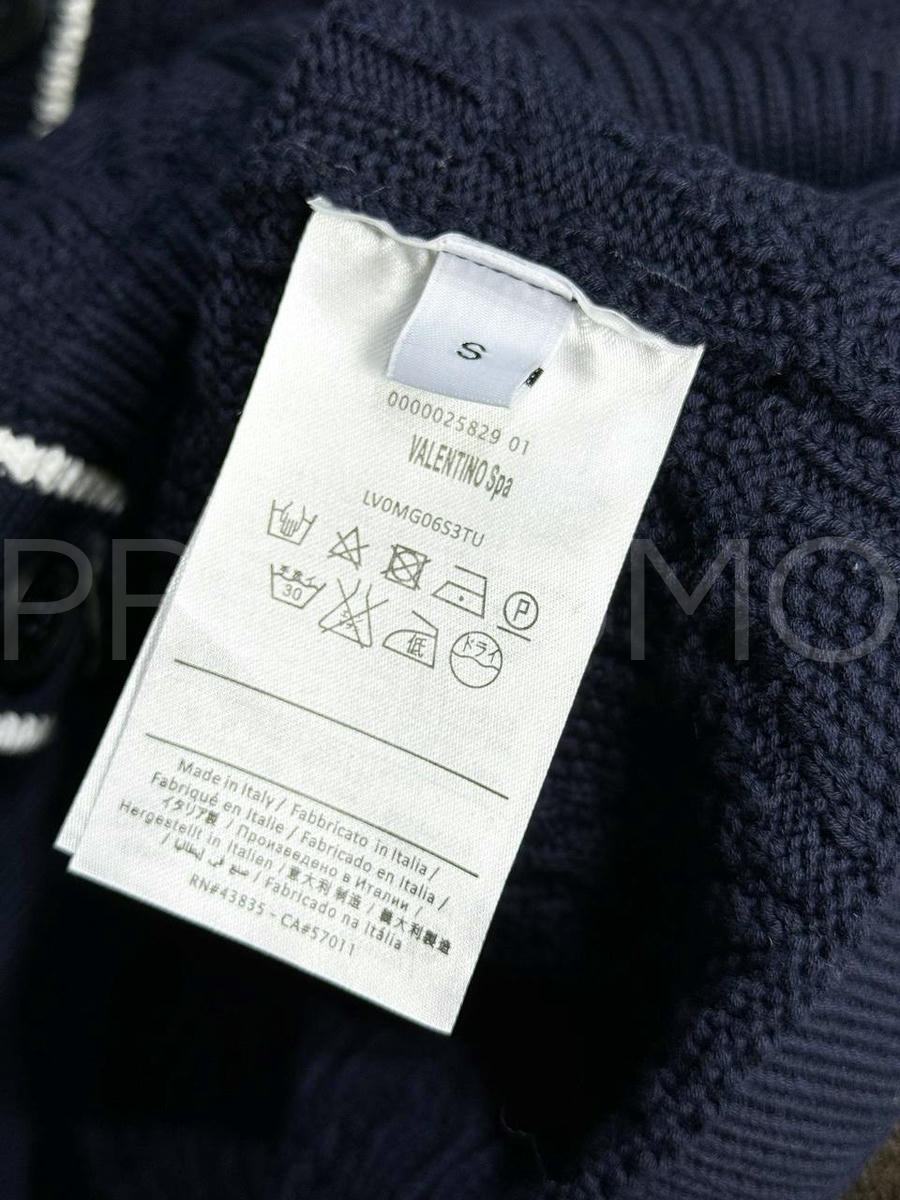 S
0000025829 01
VALENTINO Spa
LV0MG06S3TU
P
30
低
ドライ
Made in Italy / Fabbricato in Italia /
Fabriqué en Italie / Fabricado en Italia /
イタリア製 / Произведено в Италии /
Hergestellt in Italien / 意大利制造 / 義大利製造
/ صنع في إيطاليا / Fabricado na Itália
RN#43835 - CA#57011